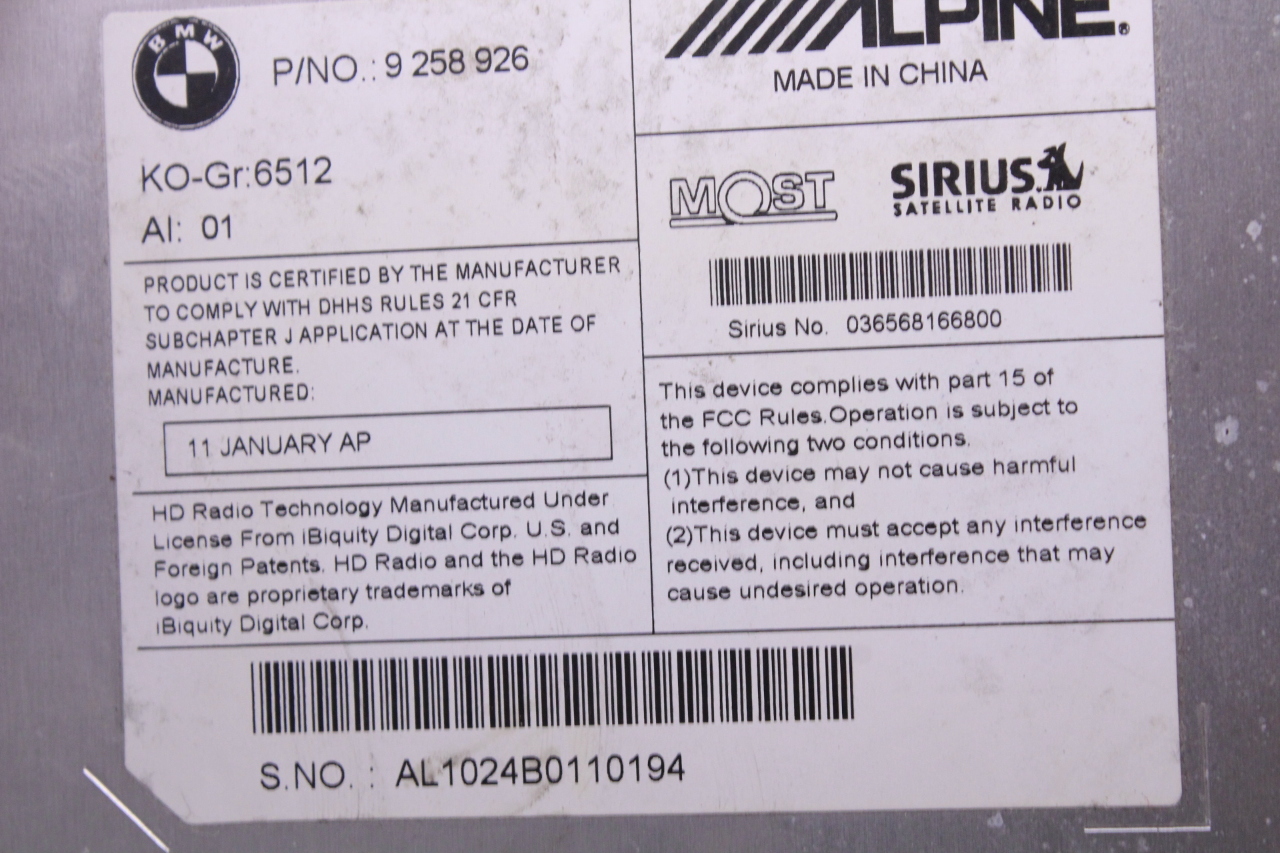 BMW
P/NO.: 9 258 926
KO-Gr:6512
AI: 01
PRODUCT IS CERTIFIED BY THE MANUFACTURER
TO COMPLY WITH DHHS RULES 21 CFR
SUBCHAPTER J APPLICATION AT THE DATE OF
MANUFACTURE.
MANUFACTURED:
11 JANUARY AP
HD Radio Technology Manufactured Under
License From iBiquity Digital Corp. U.S. and
Foreign Patents. HD Radio and the HD Radio
logo are proprietary trademarks of
iBiquity Digital Corp.
ALPINE®
MADE IN CHINA
MOST
SIRIUS
SATELLITE RADIO
Sirius No. 036568166800
This device complies with part 15 of
the FCC Rules.Operation is subject to
the following two conditions.
(1)This device may not cause harmful
interference, and
(2)This device must accept any interference
received, including interference that may
cause undesired operation.
S.NO. : AL1024B0110194